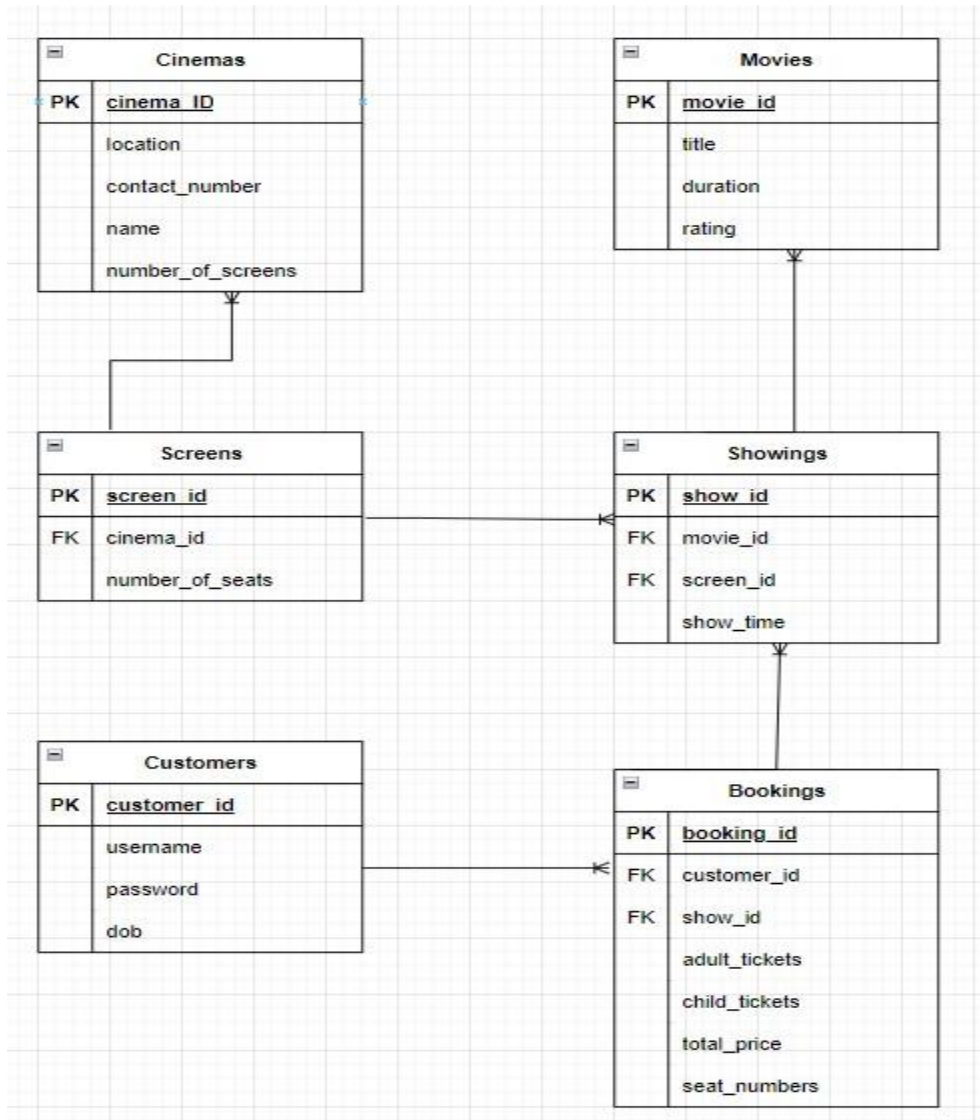 Cinemas
PK cinema_ID
location
contact_number
name
number_of_screens
Movies
PK movie_id
title
duration
rating
Screens
PK screen_id
FK cinema_id
number_of_seats
Showings
PK show_id
FK movie_id
FK screen_id
show_time
Customers
PK customer_id
username
password
dob
Bookings
PK booking_id
FK customer_id
FK show_id
adult_tickets
child_tickets
total_price
seat_numbers